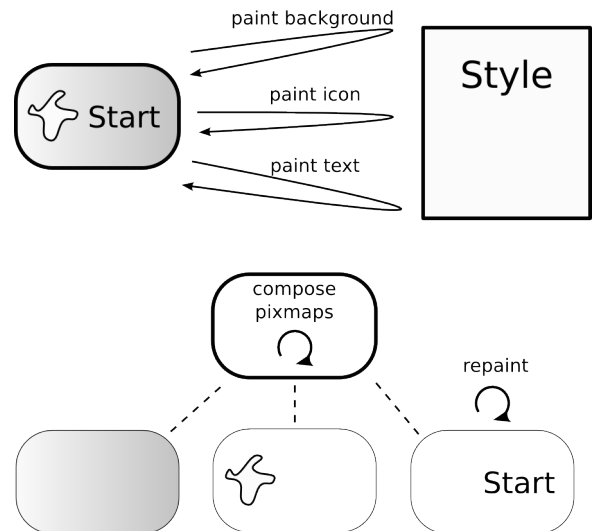 paint background
Style
paint icon
Start
paint text
compose
pixmaps
repaint
Start